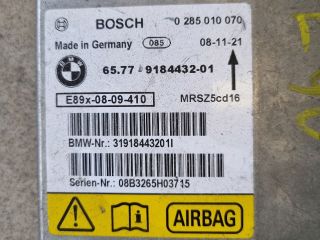 BOSCH 0 285 010 070
Made in Germany 085 08-11-21
BMW 65.77 9184432-01
E89x-08-09-410 MRSZ5cd16
BMW-Nr.: 31918443201I
Serien-Nr.: 08B3265H03715
AIRBAG